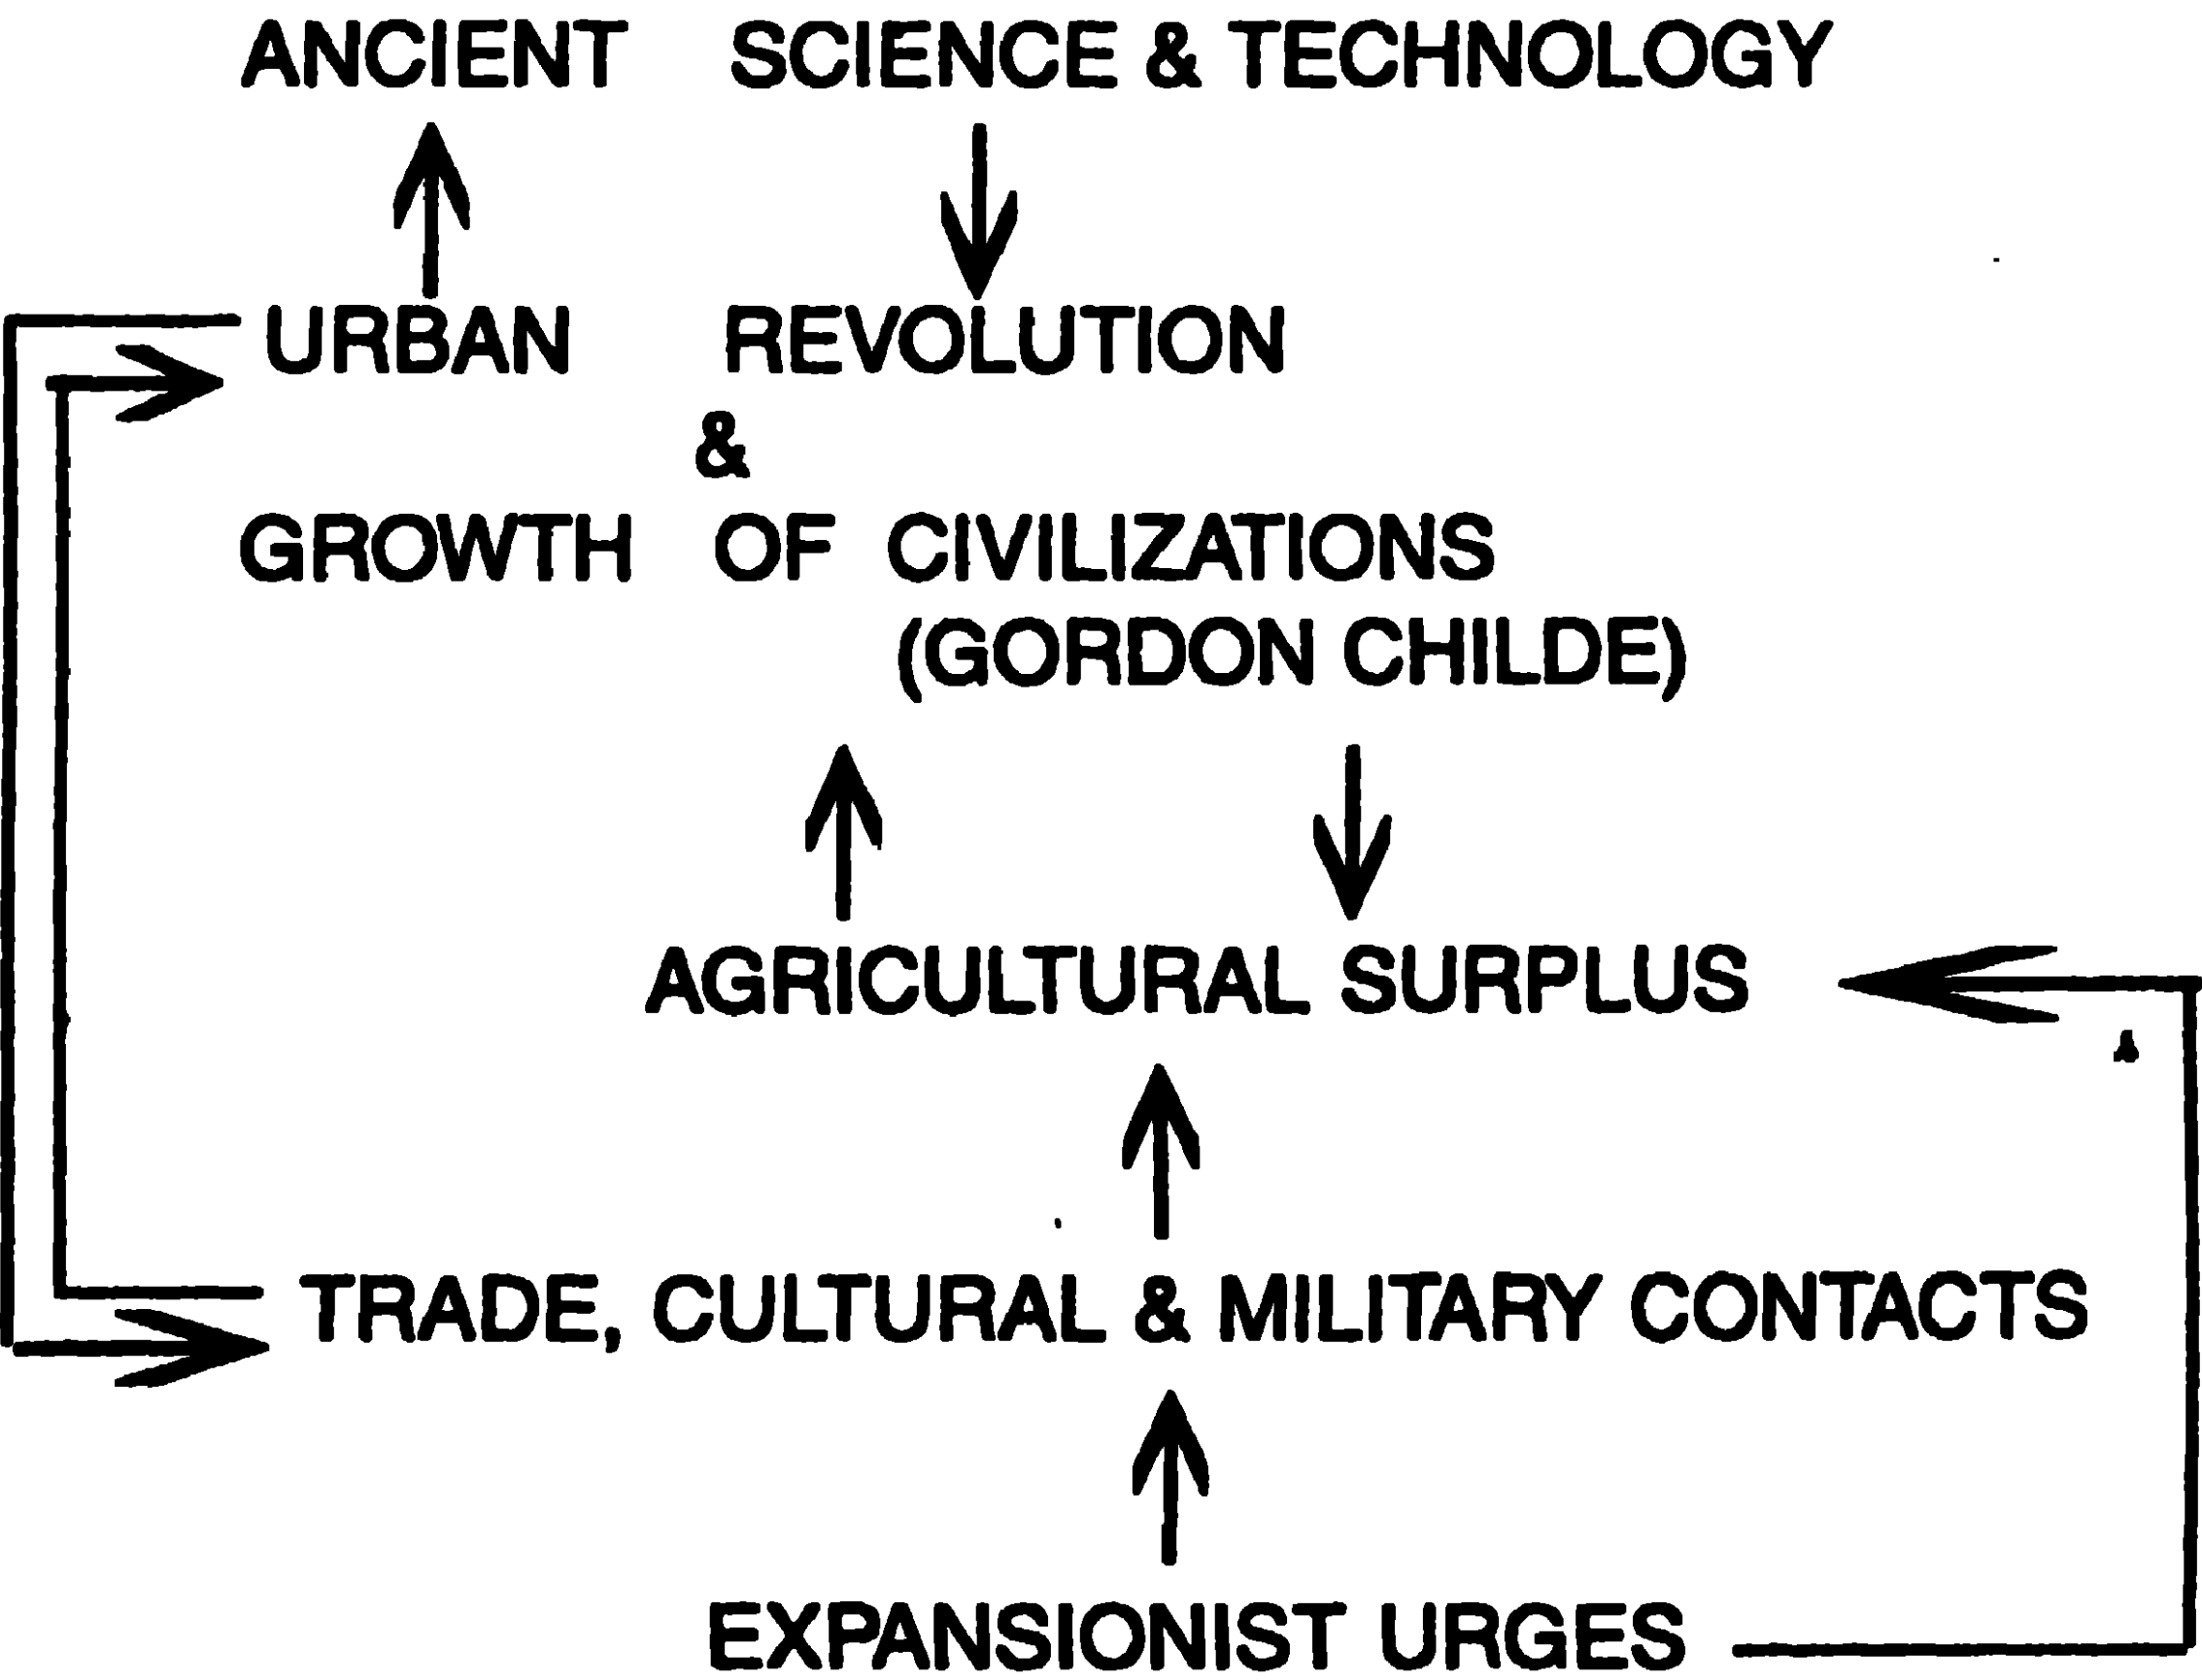 ANCIENT SCIENCE & TECHNOLOGY
URBAN REVOLUTION
&
GROWTH OF CIVILIZATIONS
(GORDON CHILDE)
AGRICULTURAL SURPLUS
TRADE, CULTURAL & MILITARY CONTACTS
EXPANSIONIST URGES